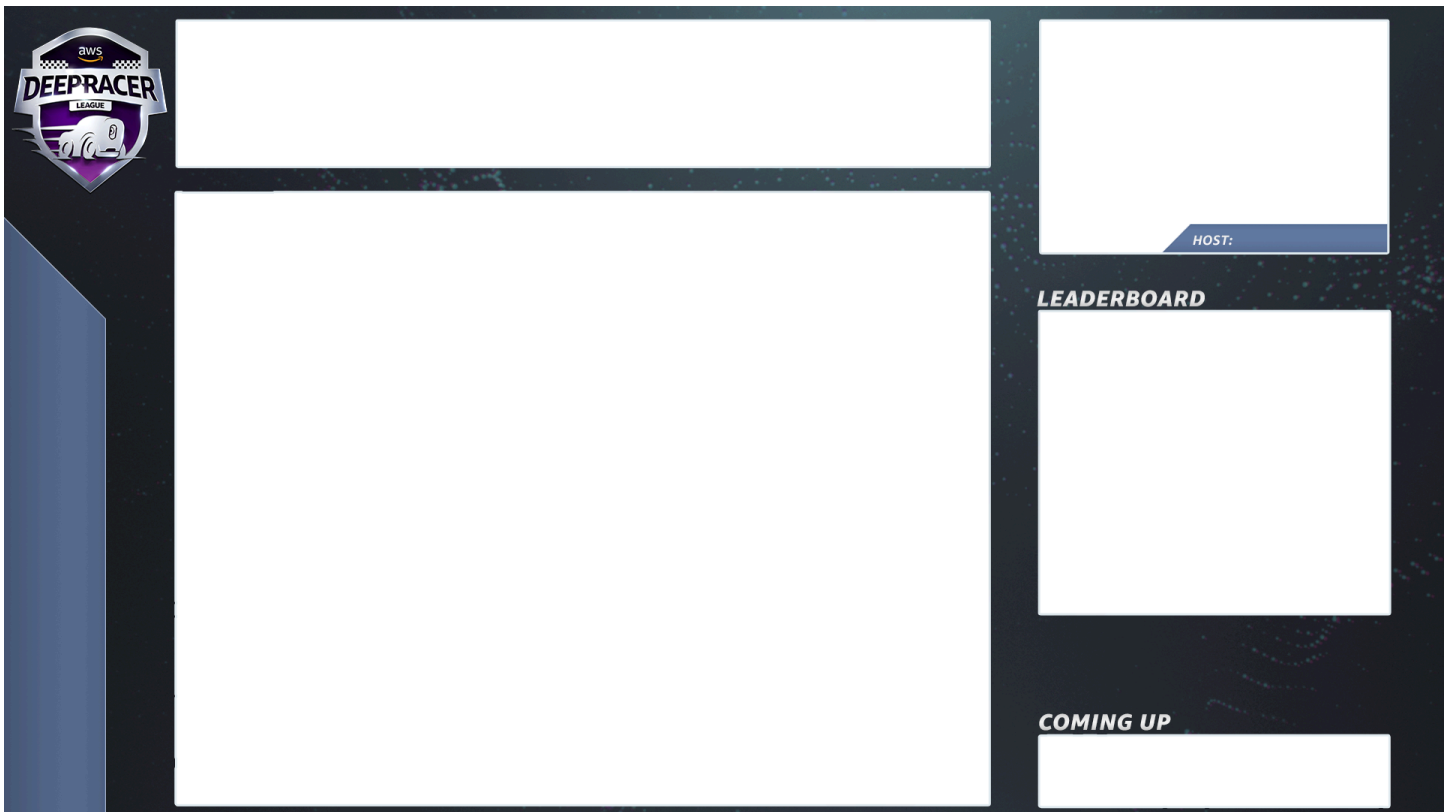 aws
DEEPRACER
LEAGUE
HOST:
LEADERBOARD
COMING UP